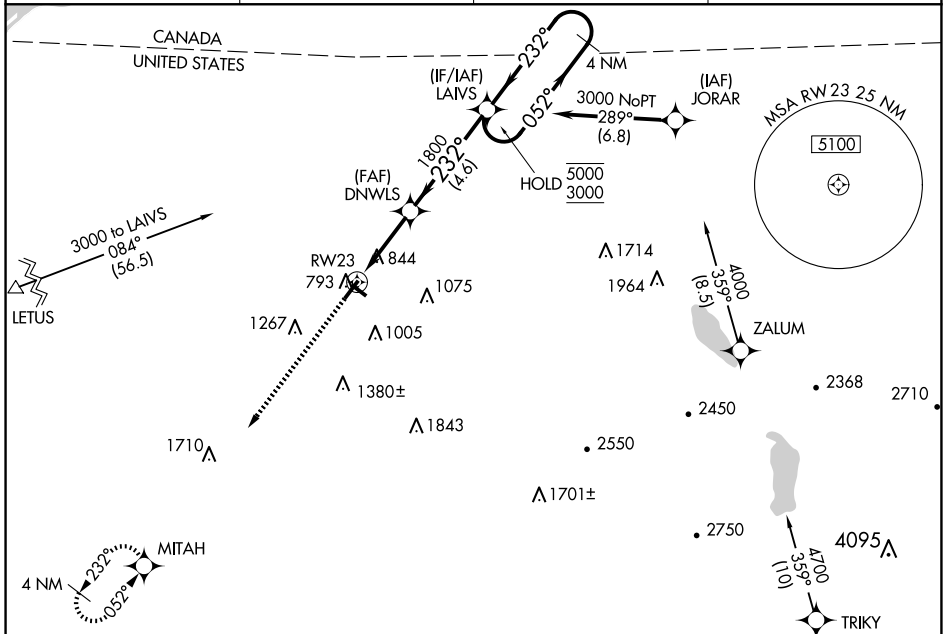 CANADA
UNITED STATES
232°
4 NM
052°
(IF/IAF)
LAIVS
3000 NoPT
289°
(6.8)
(IAF)
JORAR
MSA RW 23 25 NM
5100
HOLD
5000
3000
1800
232°
(4.6)
(FAF)
DNWLS
3000 to LAIVS
084°
(56.5)
LETUS
RW23
793
844
1075
1714
1964
4000
359°
(8.5)
ZALUM
1267
1005
1380±
1843
1710
2368
2710
2450
2550
1701±
2750
4095
4700
359°
(10)
TRIKY
MITAH
232°
4 NM
052°